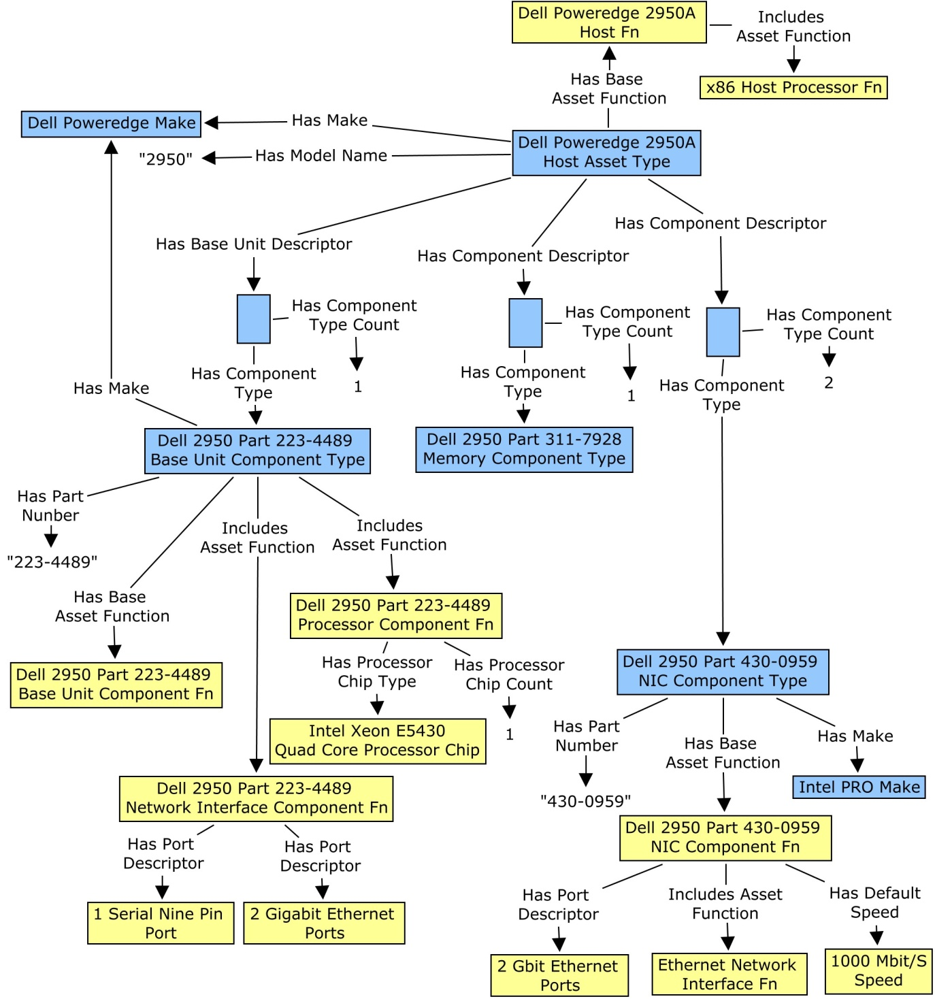 Dell Poweredge 2950A
Host Fn
Includes
Asset Function
x86 Host Processor Fn
Has Base
Asset Function
Dell Poweredge Make
Has Make
Dell Poweredge 2950A
Host Asset Type
"2950"
Has Model Name
Has Component Descriptor
Has Base Unit Descriptor
Has Component Descriptor
Has Component
Type Count
1
Has Component
Type Count
1
Has Component
Type Count
2
Has Make
Has Component
Type
Has Component
Type
Has Component
Type
Dell 2950 Part 223-4489
Base Unit Component Type
Dell 2950 Part 311-7928
Memory Component Type
Has Part
Nunber
"223-4489"
Includes
Asset Function
Includes
Asset Function
Has Base
Asset Function
Dell 2950 Part 223-4489
Processor Component Fn
Dell 2950 Part 223-4489
Base Unit Component Fn
Has Processor
Chip Type
Has Processor
Chip Count
1
Intel Xeon E5430
Quad Core Processor Chip
Dell 2950 Part 430-0959
NIC Component Type
Has Part
Number
"430-0959"
Has Base
Asset Function
Has Make
Intel PRO Make
Dell 2950 Part 223-4489
Network Interface Component Fn
Has Port
Descriptor
Has Port
Descriptor
1 Serial Nine Pin
Port
2 Gigabit Ethernet
Ports
Dell 2950 Part 430-0959
NIC Component Fn
Has Port
Descriptor
Includes Asset
Function
Has Default
Speed
2 Gbit Ethernet
Ports
Ethernet Network
Interface Fn
1000 Mbit/S
Speed